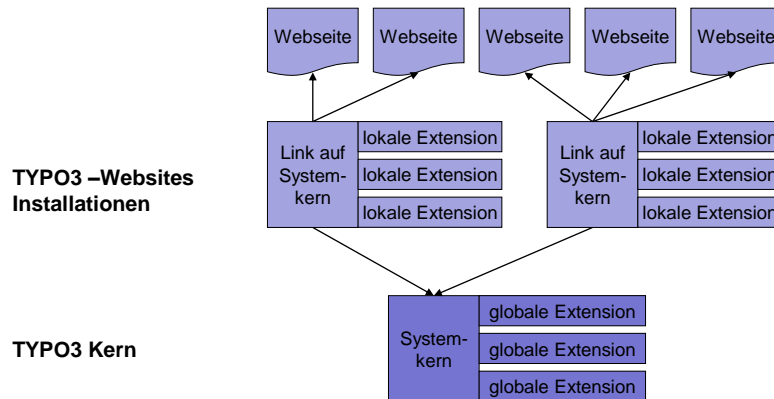 Webseite Webseite Webseite Webseite Webseite
lokale Extension lokale Extension
Link auf Link auf
TYPO3 –Websites System- lokale Extension System- lokale Extension
Installationen kern kern
lokale Extension lokale Extension
globale Extension
TYPO3 Kern System- globale Extension
kern
globale Extension